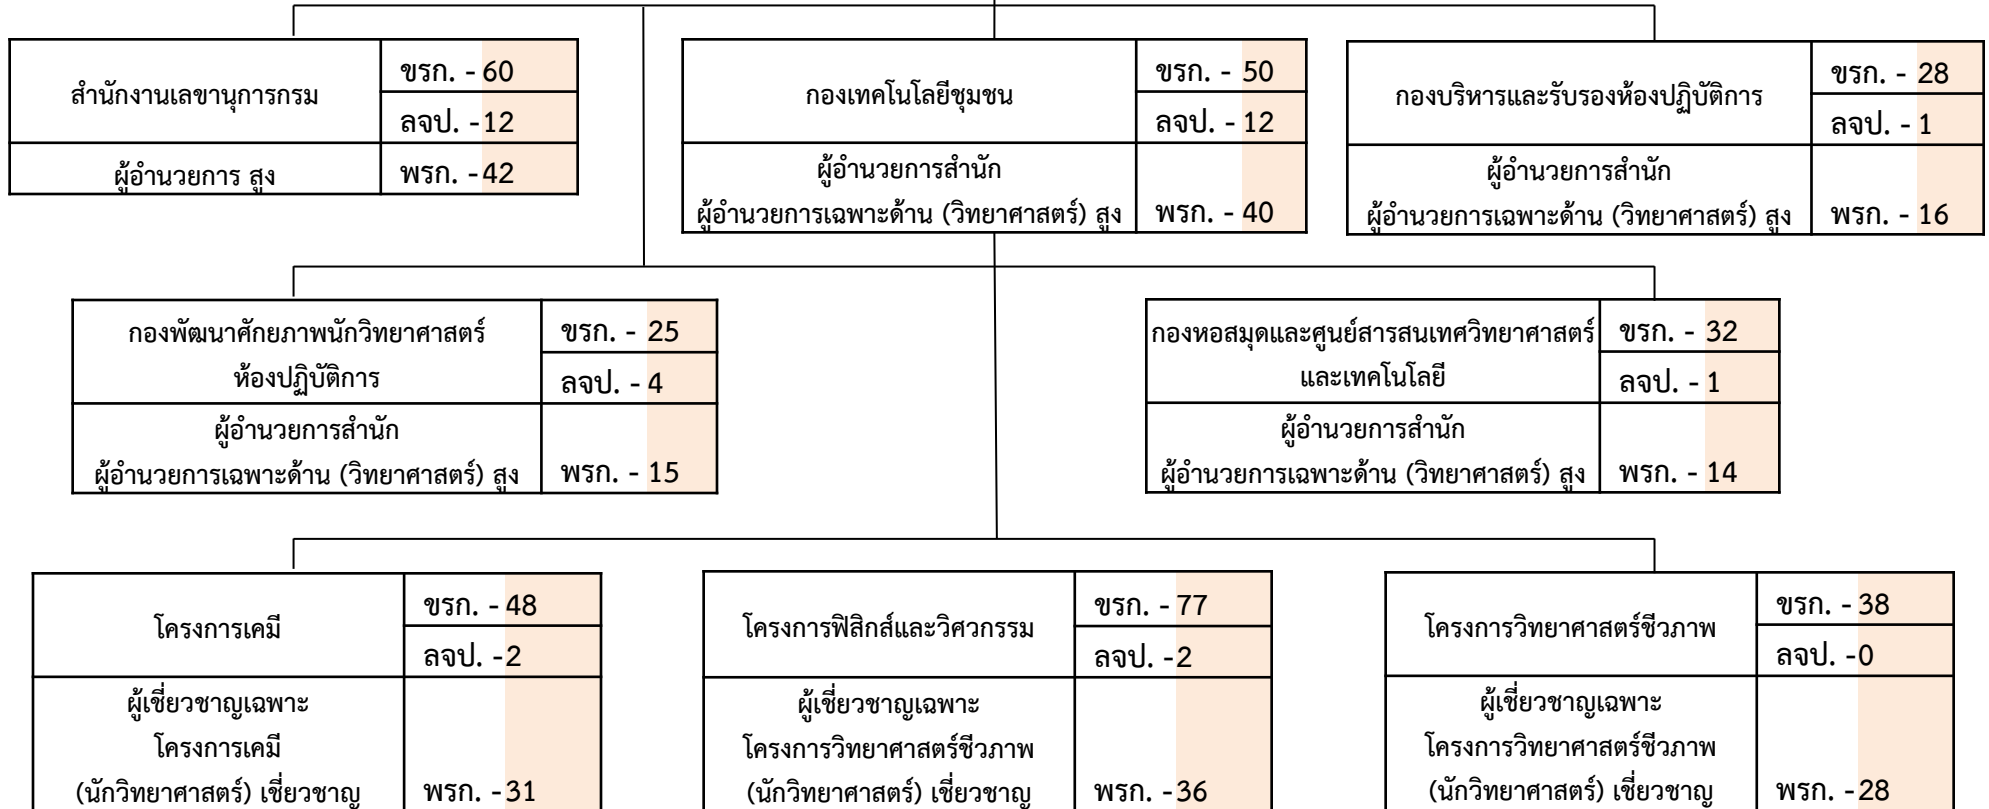 สำนักงานเลขานุการกรม
ขรก. - 60
ลจป. -12
ผู้อำนวยการ สูง
พรก. -42
กองเทคโนโลยีชุมชน
ขรก. - 50
ลจป. - 12
ผู้อำนวยการสำนัก
ผู้อำนวยการเฉพาะด้าน (วิทยาศาสตร์) สูง
พรก. - 40
กองบริหารและรับรองห้องปฏิบัติการ
ขรก. - 28
ลจป. - 1
ผู้อำนวยการสำนัก
ผู้อำนวยการเฉพาะด้าน (วิทยาศาสตร์) สูง
พรก. - 16
กองพัฒนาศักยภาพนักวิทยาศาสตร์
ห้องปฏิบัติการ
ขรก. - 25
ลจป. - 4
ผู้อำนวยการสำนัก
ผู้อำนวยการเฉพาะด้าน (วิทยาศาสตร์) สูง
พรก. - 15
กองหอสมุดและศูนย์สารสนเทศวิทยาศาสตร์
และเทคโนโลยี
ขรก. - 32
ลจป. - 1
ผู้อำนวยการสำนัก
ผู้อำนวยการเฉพาะด้าน (วิทยาศาสตร์) สูง
พรก. - 14
โครงการเคมี
ขรก. - 48
ลจป. -2
ผู้เชี่ยวชาญเฉพาะ
โครงการเคมี
(นักวิทยาศาสตร์) เชี่ยวชาญ
พรก. -31
โครงการฟิสิกส์และวิศวกรรม
ขรก. - 77
ลจป. -2
ผู้เชี่ยวชาญเฉพาะ
โครงการวิทยาศาสตร์ชีวภาพ
(นักวิทยาศาสตร์) เชี่ยวชาญ
พรก. -36
โครงการวิทยาศาสตร์ชีวภาพ
ขรก. - 38
ลจป. -0
ผู้เชี่ยวชาญเฉพาะ
โครงการวิทยาศาสตร์ชีวภาพ
(นักวิทยาศาสตร์) เชี่ยวชาญ
พรก. -28